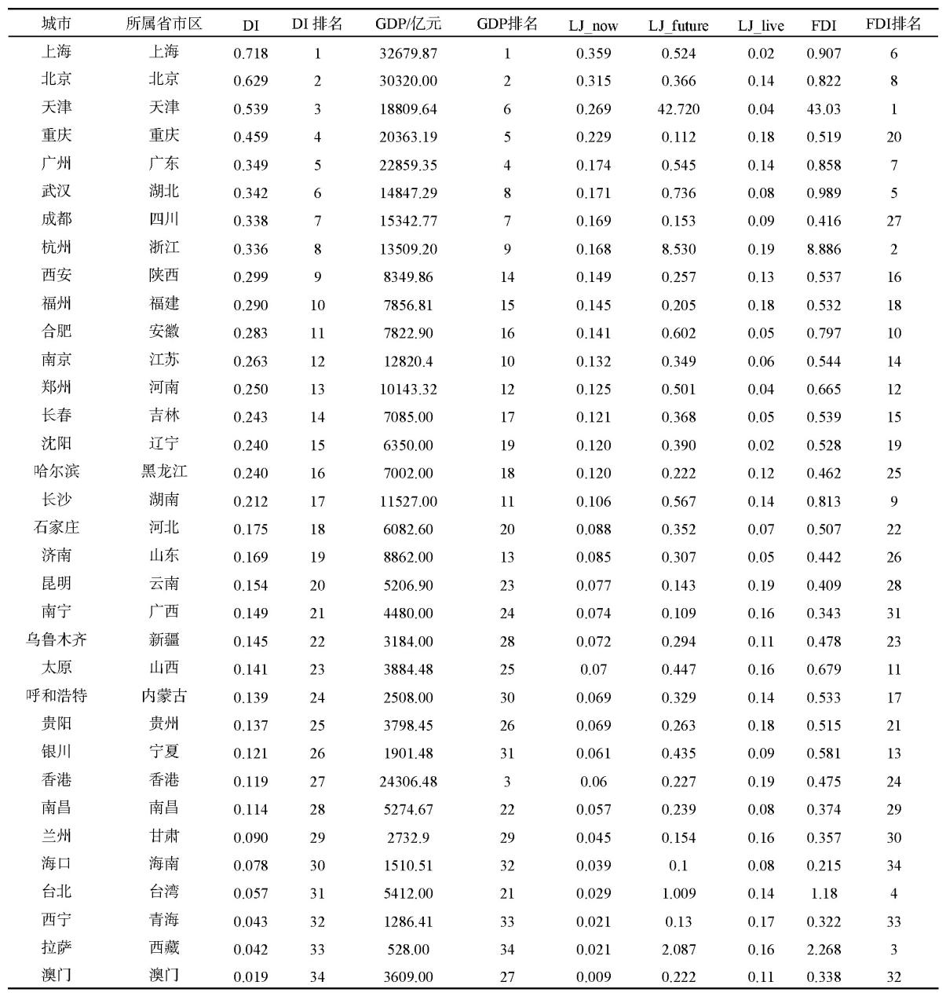 城市 所属省市区 DI DI 排名 GDP/亿元 GDP排名 LJ_now LJ_future LJ_live FDI FDI排名
上海 上海 0.718 1 32679.87 1 0.359 0.524 0.02 0.907 6
北京 北京 0.629 2 30320.00 2 0.315 0.366 0.14 0.822 8
天津 天津 0.539 3 18809.64 6 0.269 42.720 0.04 43.03 1
重庆 重庆 0.459 4 20363.19 5 0.229 0.112 0.18 0.519 20
广州 广东 0.349 5 22859.35 4 0.174 0.545 0.14 0.858 7
武汉 湖北 0.342 6 14847.29 8 0.171 0.736 0.08 0.989 5
成都 四川 0.338 7 15342.77 7 0.169 0.153 0.09 0.416 27
杭州 浙江 0.336 8 13509.20 9 0.168 8.530 0.19 8.886 2
西安 陕西 0.299 9 8349.86 14 0.149 0.257 0.13 0.537 16
福州 福建 0.290 10 7856.81 15 0.145 0.205 0.18 0.532 18
合肥 安徽 0.283 11 7822.90 16 0.141 0.602 0.05 0.797 10
南京 江苏 0.263 12 12820.4 10 0.132 0.349 0.06 0.544 14
郑州 河南 0.250 13 10143.32 12 0.125 0.501 0.04 0.665 12
长春 吉林 0.243 14 7085.00 17 0.121 0.368 0.05 0.539 15
沈阳 辽宁 0.240 15 6350.00 19 0.120 0.390 0.02 0.528 19
哈尔滨 黑龙江 0.240 16 7002.00 18 0.120 0.222 0.12 0.462 25
长沙 湖南 0.212 17 11527.00 11 0.106 0.567 0.14 0.813 9
石家庄 河北 0.175 18 6082.60 20 0.088 0.352 0.07 0.507 22
济南 山东 0.169 19 8862.00 13 0.085 0.307 0.05 0.442 26
昆明 云南 0.154 20 5206.90 23 0.077 0.143 0.19 0.409 28
南宁 广西 0.149 21 4480.00 24 0.074 0.109 0.16 0.343 31
乌鲁木齐 新疆 0.145 22 3184.00 28 0.072 0.294 0.11 0.478 23
太原 山西 0.141 23 3884.48 25 0.07 0.447 0.16 0.679 11
呼和浩特 内蒙古 0.139 24 2508.00 30 0.069 0.329 0.14 0.533 17
贵阳 贵州 0.137 25 3798.45 26 0.069 0.263 0.18 0.515 21
银川 宁夏 0.121 26 1901.48 31 0.061 0.435 0.09 0.581 13
香港 香港 0.119 27 24306.48 3 0.06 0.227 0.19 0.475 24
南昌 南昌 0.114 28 5274.67 22 0.057 0.239 0.08 0.374 29
兰州 甘肃 0.090 29 2732.9 29 0.045 0.154 0.16 0.357 30
海口 海南 0.078 30 1510.51 32 0.039 0.1 0.08 0.215 34
台北 台湾 0.057 31 5412.00 21 0.029 1.009 0.14 1.18 4
西宁 青海 0.043 32 1286.41 33 0.021 0.13 0.17 0.322 33
拉萨 西藏 0.042 33 528.00 34 0.021 2.087 0.16 2.268 3
澳门 澳门 0.019 34 3609.00 27 0.009 0.222 0.11 0.338 32